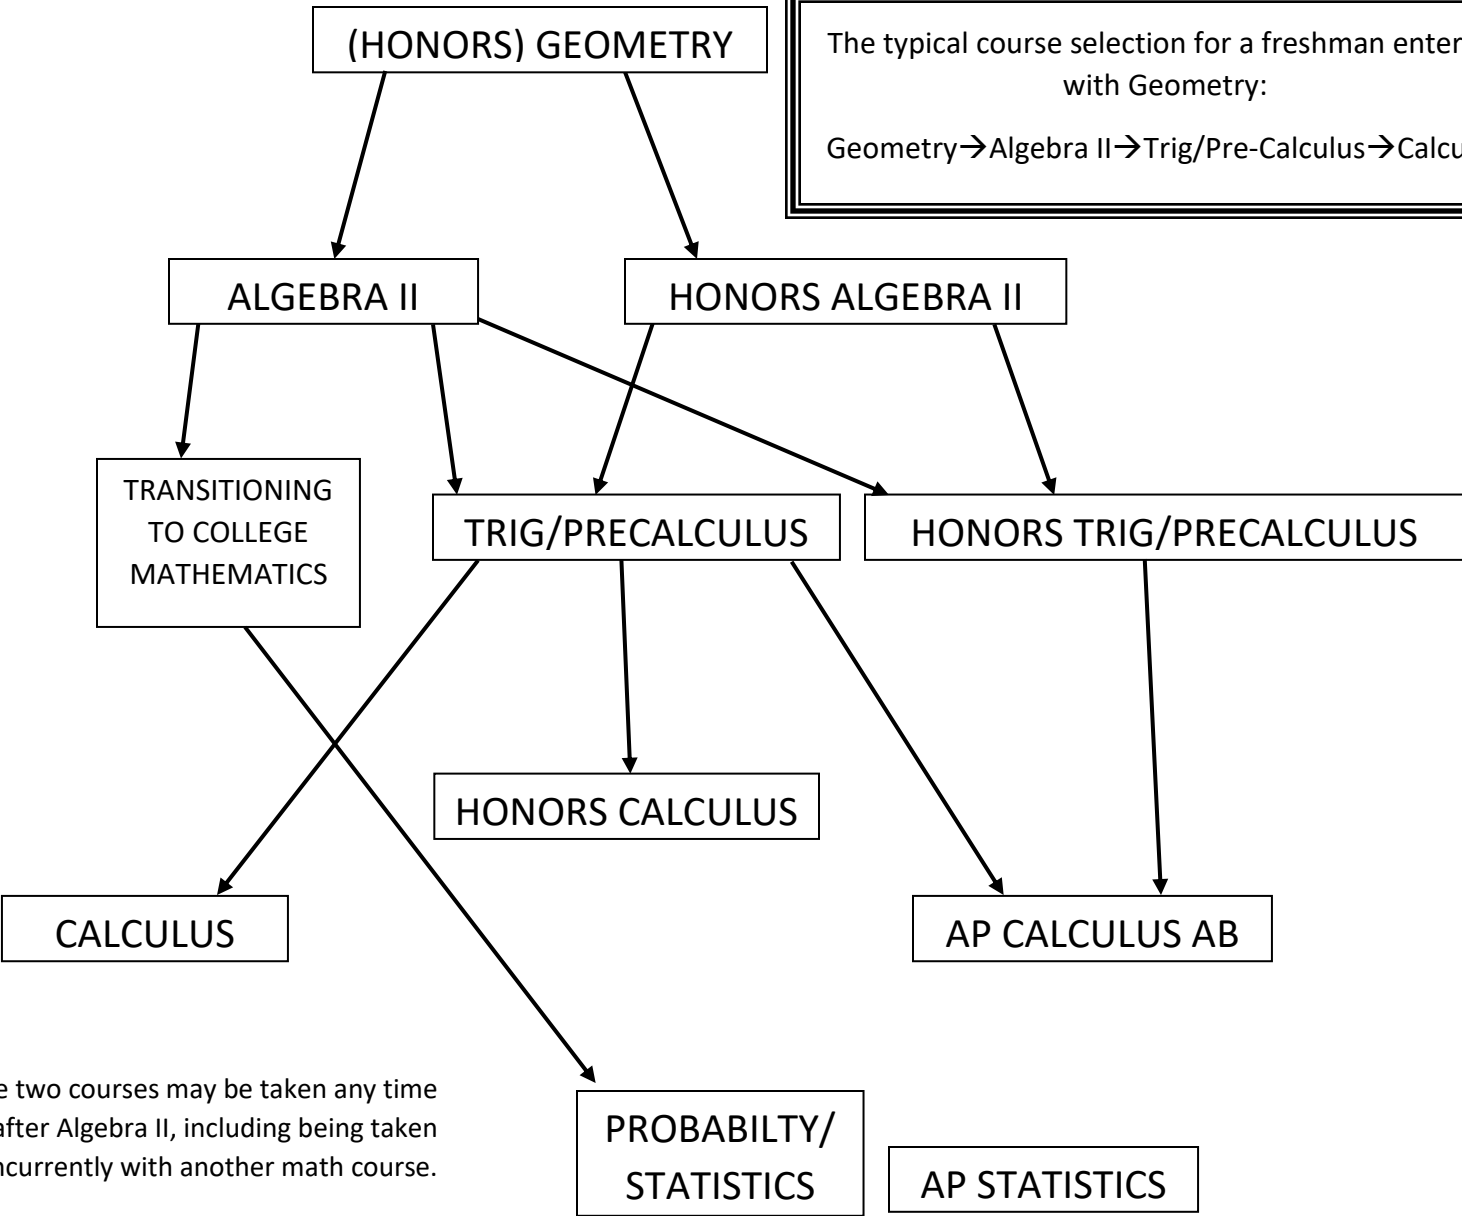 (HONORS) GEOMETRY
The typical course selection for a freshman enter
with Geometry:
Geometry→Algebra II→Trig/Pre-Calculus→Calcu
ALGEBRA II
HONORS ALGEBRA II
TRANSITIONING
TO COLLEGE
MATHEMATICS
TRIG/PRECALCULUS
HONORS TRIG/PRECALCULUS
HONORS CALCULUS
CALCULUS
AP CALCULUS AB
e two courses may be taken any time
after Algebra II, including being taken
ncurrently with another math course.
PROBABILTY/
STATISTICS
AP STATISTICS